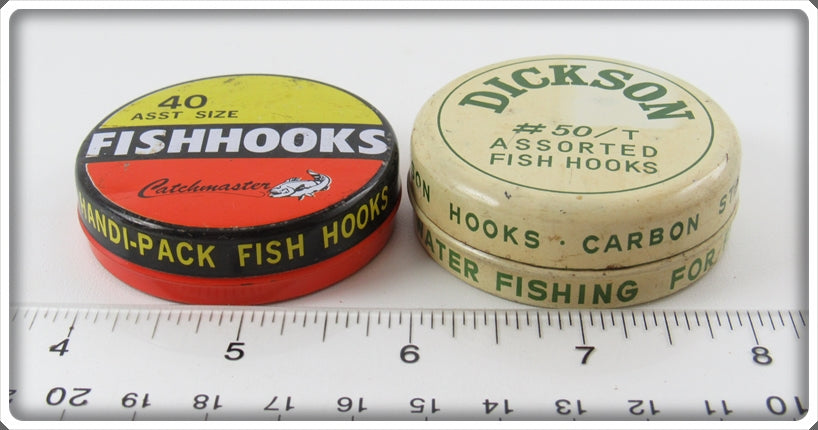 40
ASST SIZE
FISHHOOKS
Catchmaster
HANDI-PACK FISH HOOKS
DICKSON
#50/T
ASSORTED
FISH HOOKS
HOOKS · CARBON
WATER FISHING FOR
4 5 6 7 8
20 19 18 17 16 15 14 13 12 11 10